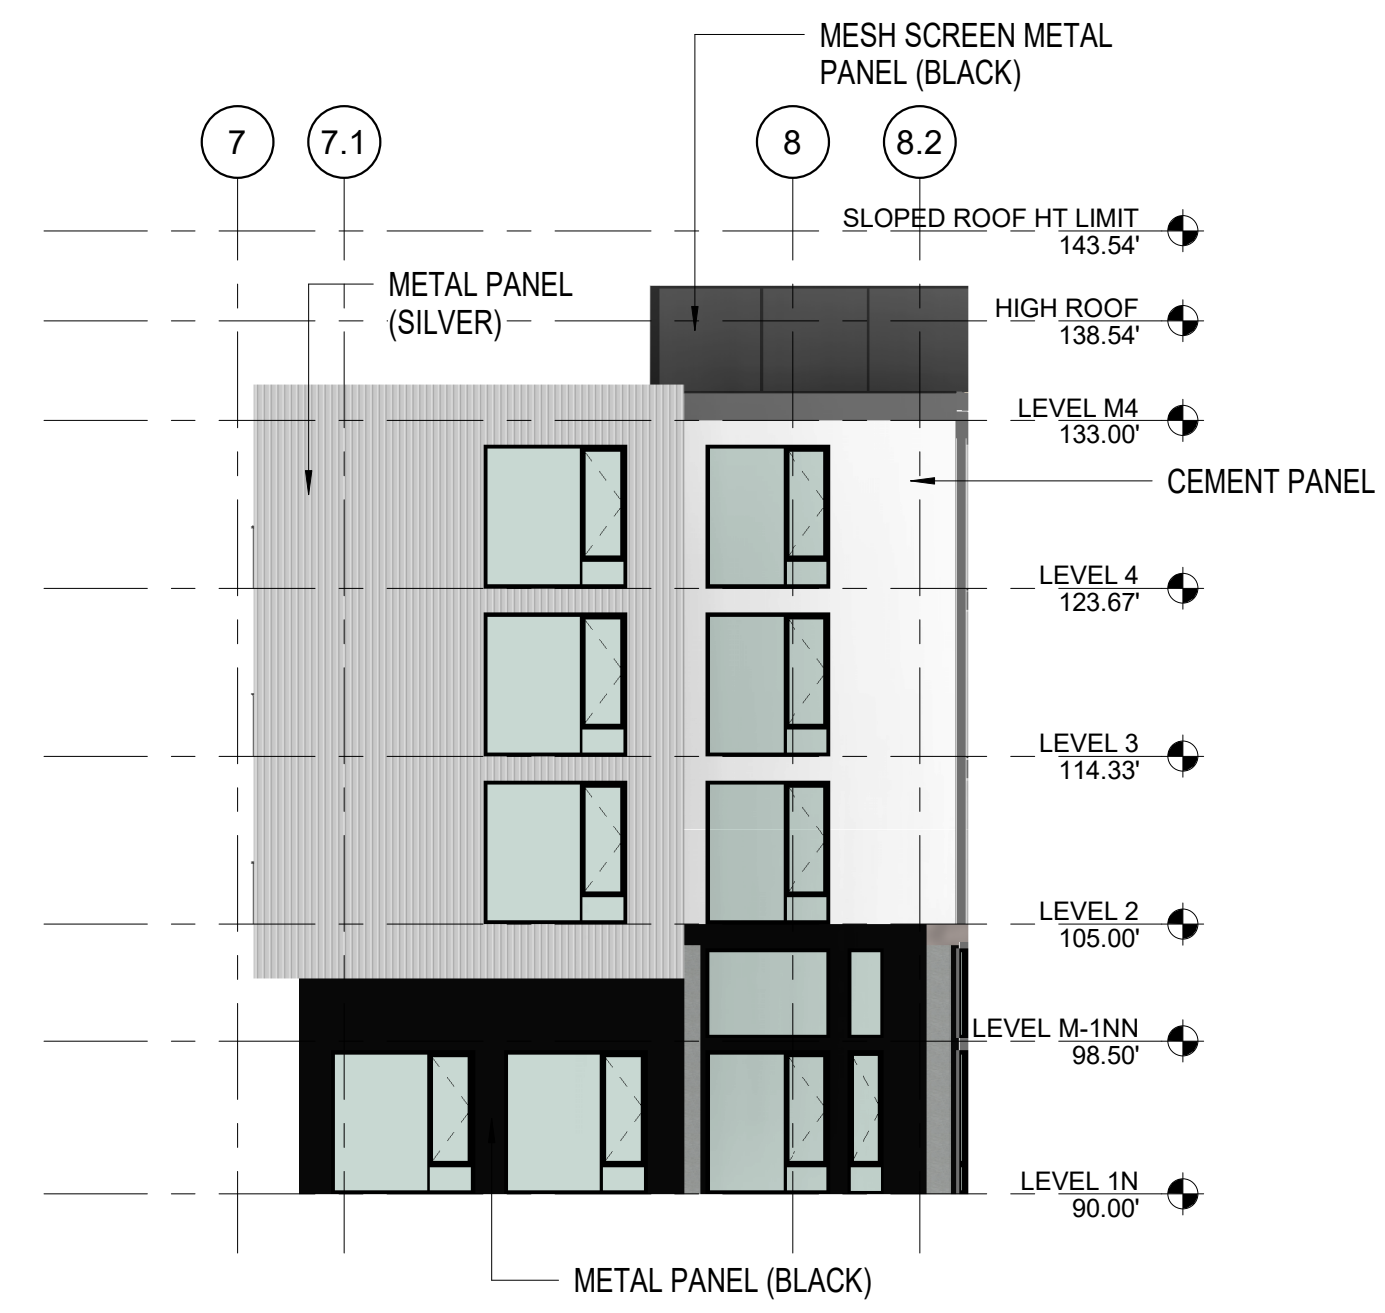 MESH SCREEN METAL
PANEL (BLACK)
7
7.1
8
8.2
SLOPED ROOF HT LIMIT
143.54'
METAL PANEL
(SILVER)
HIGH ROOF
138.54'
LEVEL M4
133.00'
CEMENT PANEL
LEVEL 4
123.67'
LEVEL 3
114.33'
LEVEL 2
105.00'
LEVEL M-1NN
98.50'
LEVEL 1N
90.00'
METAL PANEL (BLACK)